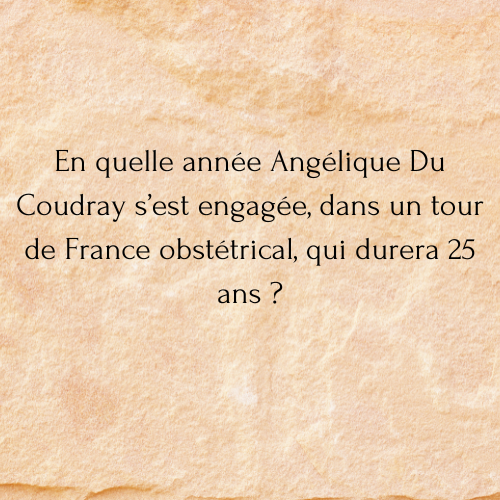 En quelle année Angélique Du
Coudray s’est engagée, dans un tour
de France obstétrical, qui durera 25
ans ?